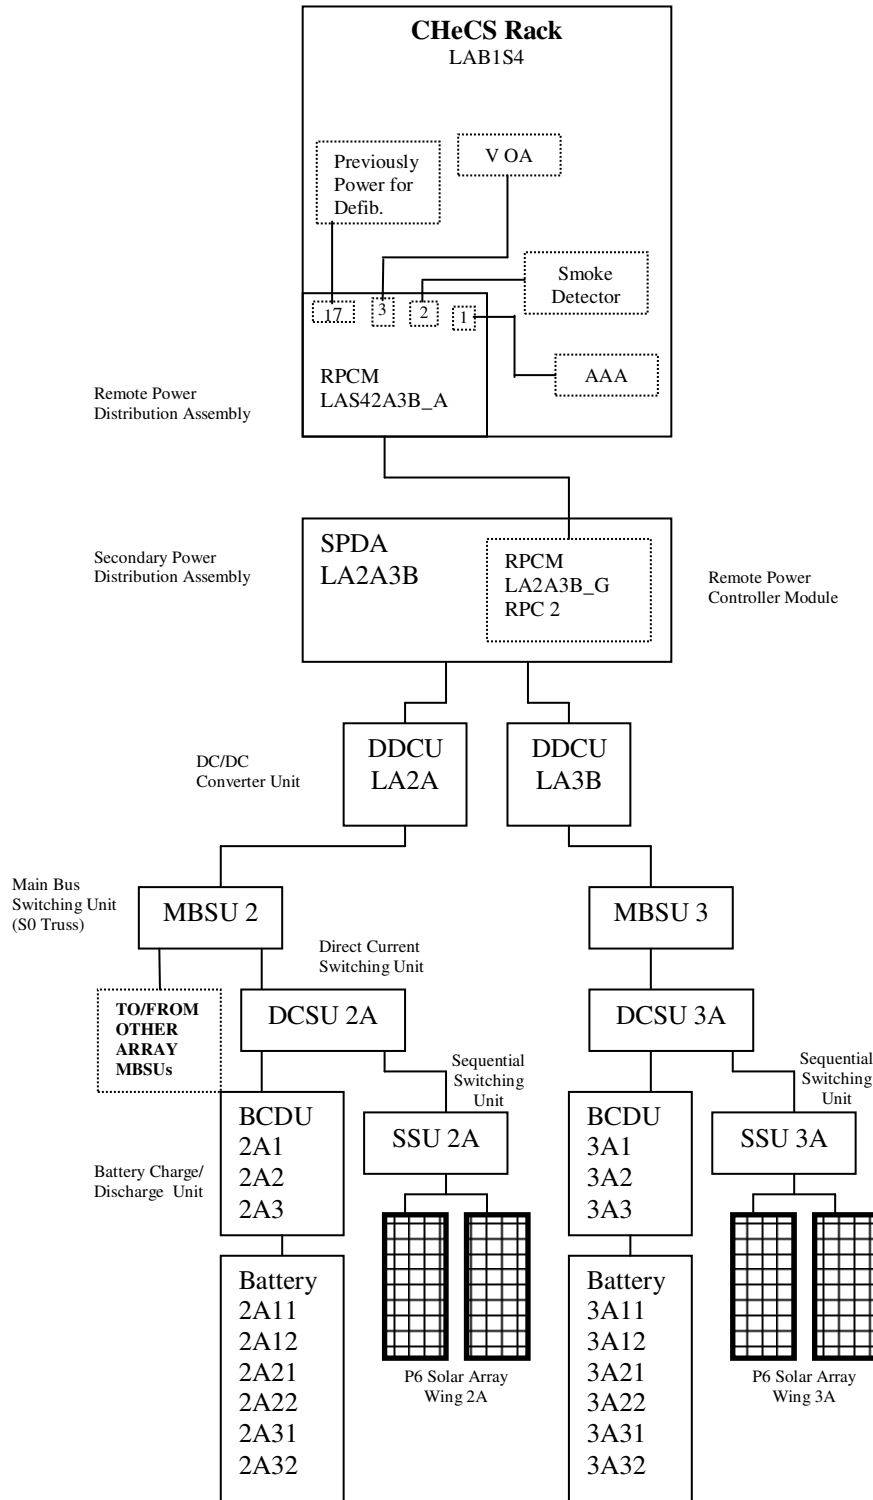 CHeCS Rack
LAB1S4
Previously
Power for
Defib.
V OA
Smoke
Detector
17
3
2
1
AAA
RPCM
LAS42A3B_A
Remote Power
Distribution Assembly
SPDA
LA2A3B
RPCM
LA2A3B_G
RPC 2
Secondary Power
Distribution Assembly
Remote Power
Controller Module
DDCU
LA2A
DDCU
LA3B
DC/DC
Converter Unit
Main Bus
Switching Unit
(S0 Truss)
MBSU 2
MBSU 3
Direct Current
Switching Unit
TO/FROM
OTHER
ARRAY
MBSUs
DCSU 2A
DCSU 3A
Sequential
Switching
Unit
Sequential
Switching
Unit
BCDU
2A1
2A2
2A3
SSU 2A
BCDU
3A1
3A2
3A3
SSU 3A
Battery Charge/
Discharge Unit
Battery
2A11
2A12
2A21
2A22
2A31
2A32
P6 Solar Array
Wing 2A
Battery
3A11
3A12
3A21
3A22
3A31
3A32
P6 Solar Array
Wing 3A